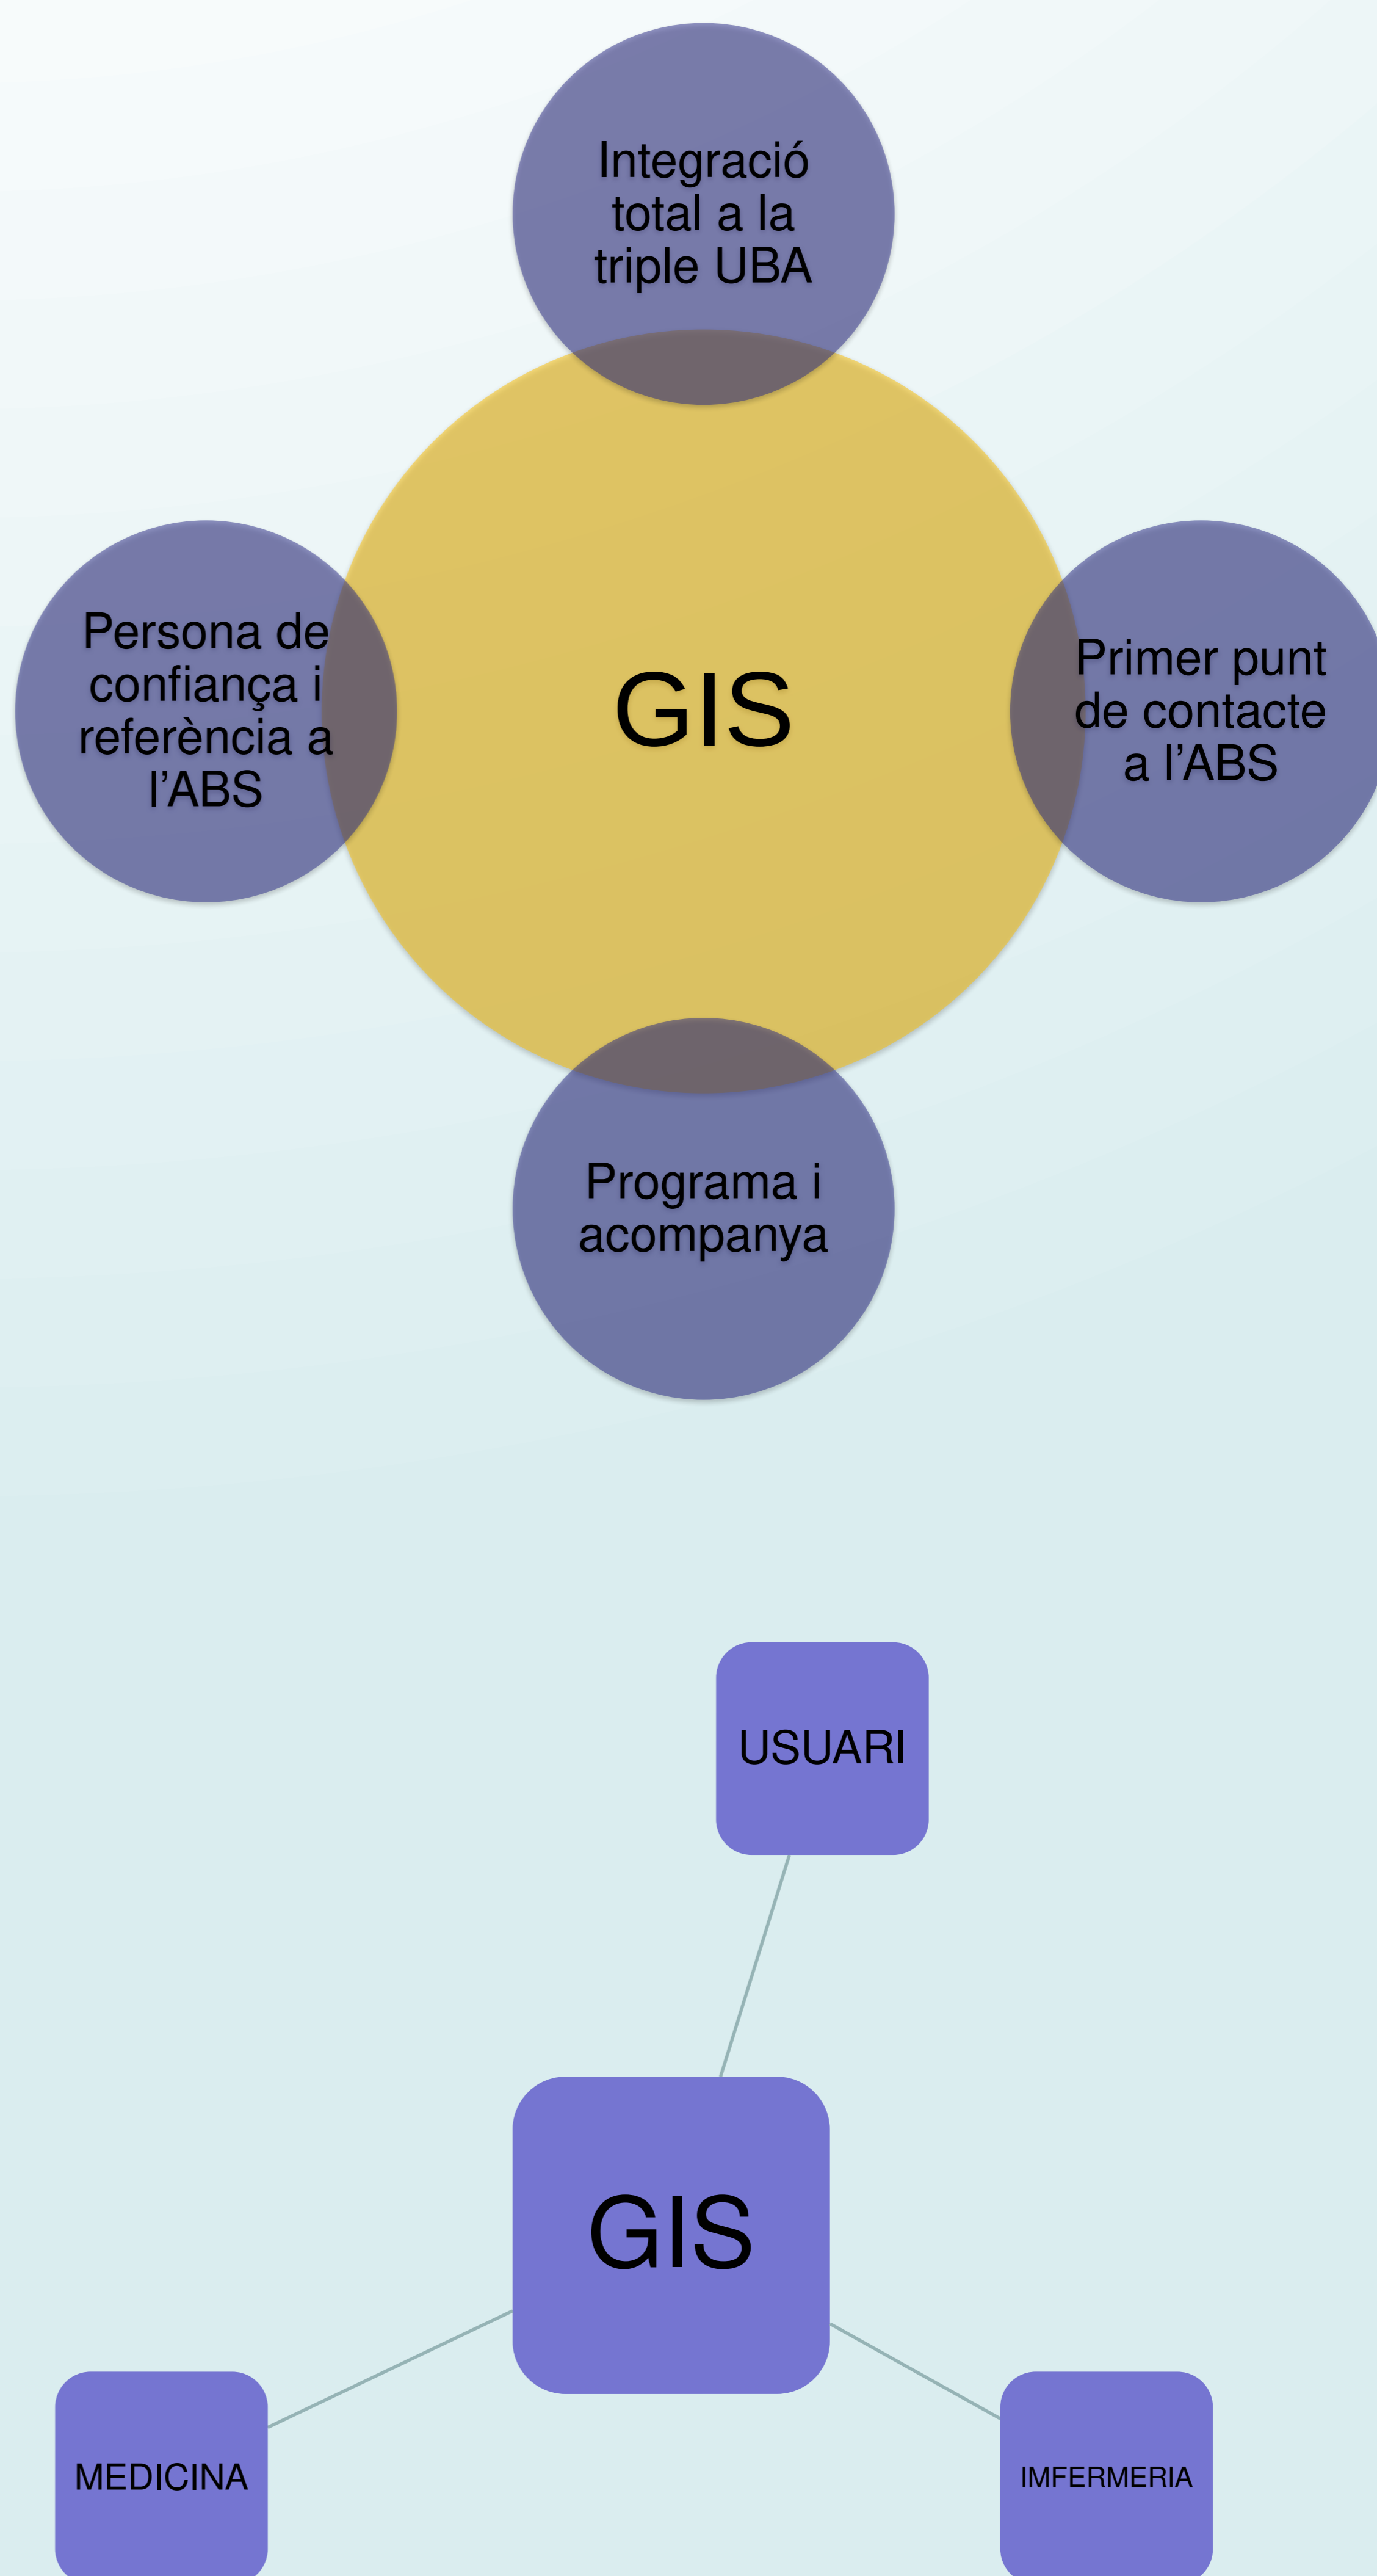 Integració
total a la
triple UBA
Persona de
confiança i
referència a
l’ABS
GIS
Primer punt
de contacte
a l’ABS
Programa i
acompanya
USUARI
GIS
MEDICINA
IMFERMERIA